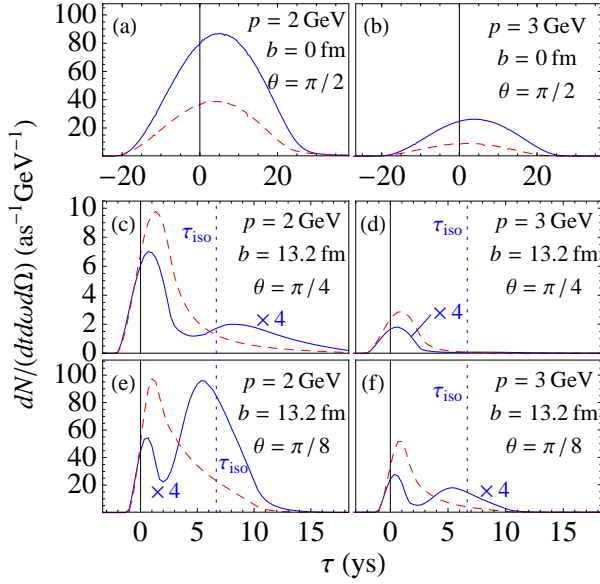 dN/(dtdωdΩ) (as⁻¹GeV⁻¹)
(a)
p = 2 GeV
b = 0 fm
θ = π/2
100
80
60
40
20
0
−20 0 20
(b)
p = 3 GeV
b = 0 fm
θ = π/2
−20 0 20
(c)
p = 2 GeV
τiso
b = 13.2 fm
θ = π/4
× 4
10
8
6
4
2
0
(d)
p = 3 GeV
τiso
b = 13.2 fm
θ = π/4
× 4
(e)
p = 2 GeV
b = 13.2 fm
θ = π/8
τiso
× 4
100
80
60
40
20
0
0 5 10 15
(f)
p = 3 GeV
τiso
b = 13.2 fm
θ = π/8
× 4
0 5 10 15
τ (ys)